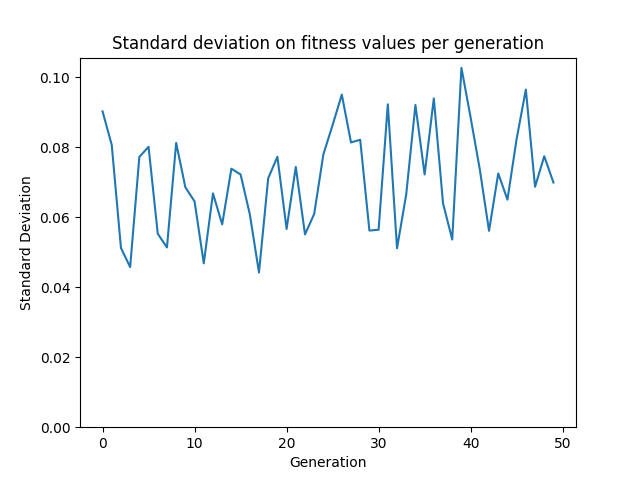 Standard deviation on fitness values per generation
0.10
0.08
0.06
0.04
0.02
0.00
Standard Deviation
0 10 20 30 40 50
Generation